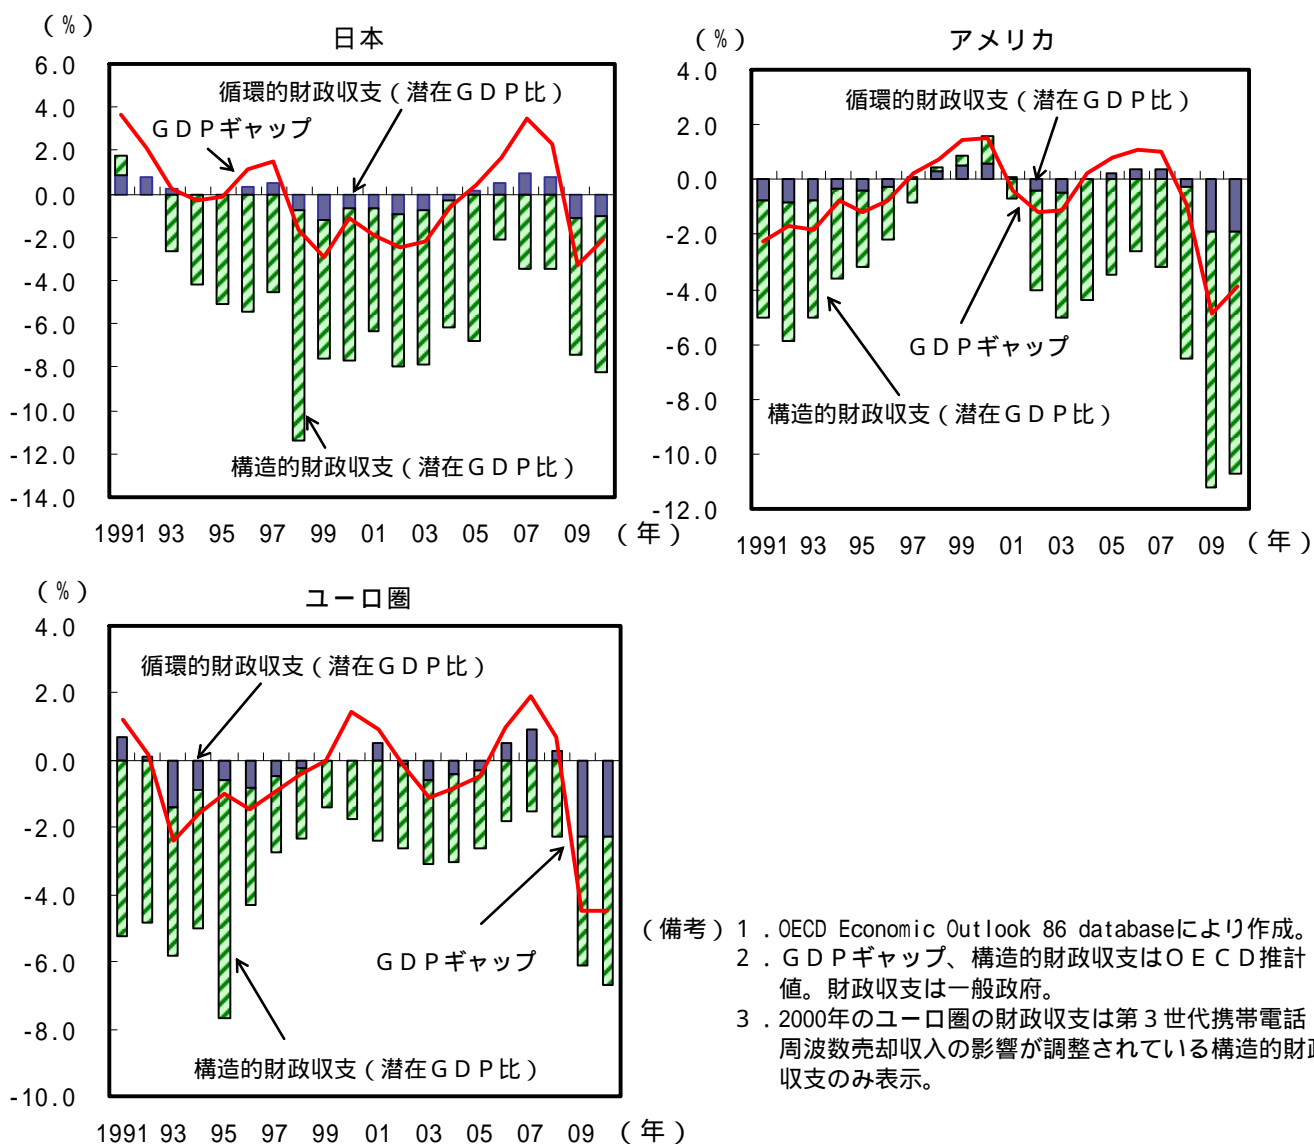 (%)
日本
6.0
4.0
2.0
0.0
-2.0
-4.0
-6.0
-8.0
-10.0
-12.0
-14.0
循環的財政収支(潜在GDP比)
GDPギャップ
構造的財政収支(潜在GDP比)
1991 93 95 97 99 01 03 05 07 09 (年)
(%)
アメリカ
4.0
2.0
0.0
-2.0
-4.0
-6.0
-8.0
-10.0
-12.0
循環的財政収支(潜在GDP比)
GDPギャップ
構造的財政収支(潜在GDP比)
1991 93 95 97 99 01 03 05 07 09 (年)
(%)
ユーロ圏
4.0
2.0
0.0
-2.0
-4.0
-6.0
-8.0
-10.0
循環的財政収支(潜在GDP比)
GDPギャップ
構造的財政収支(潜在GDP比)
1991 93 95 97 99 01 03 05 07 09 (年)
(備考)1.OECD Economic Outlook 86 databaseにより作成。
2.GDPギャップ、構造的財政収支はOECD推計
値。財政収支は一般政府。
3.2000年のユーロ圏の財政収支は第3世代携帯電話
周波数売却収入の影響が調整されている構造的財政
収支のみ表示。